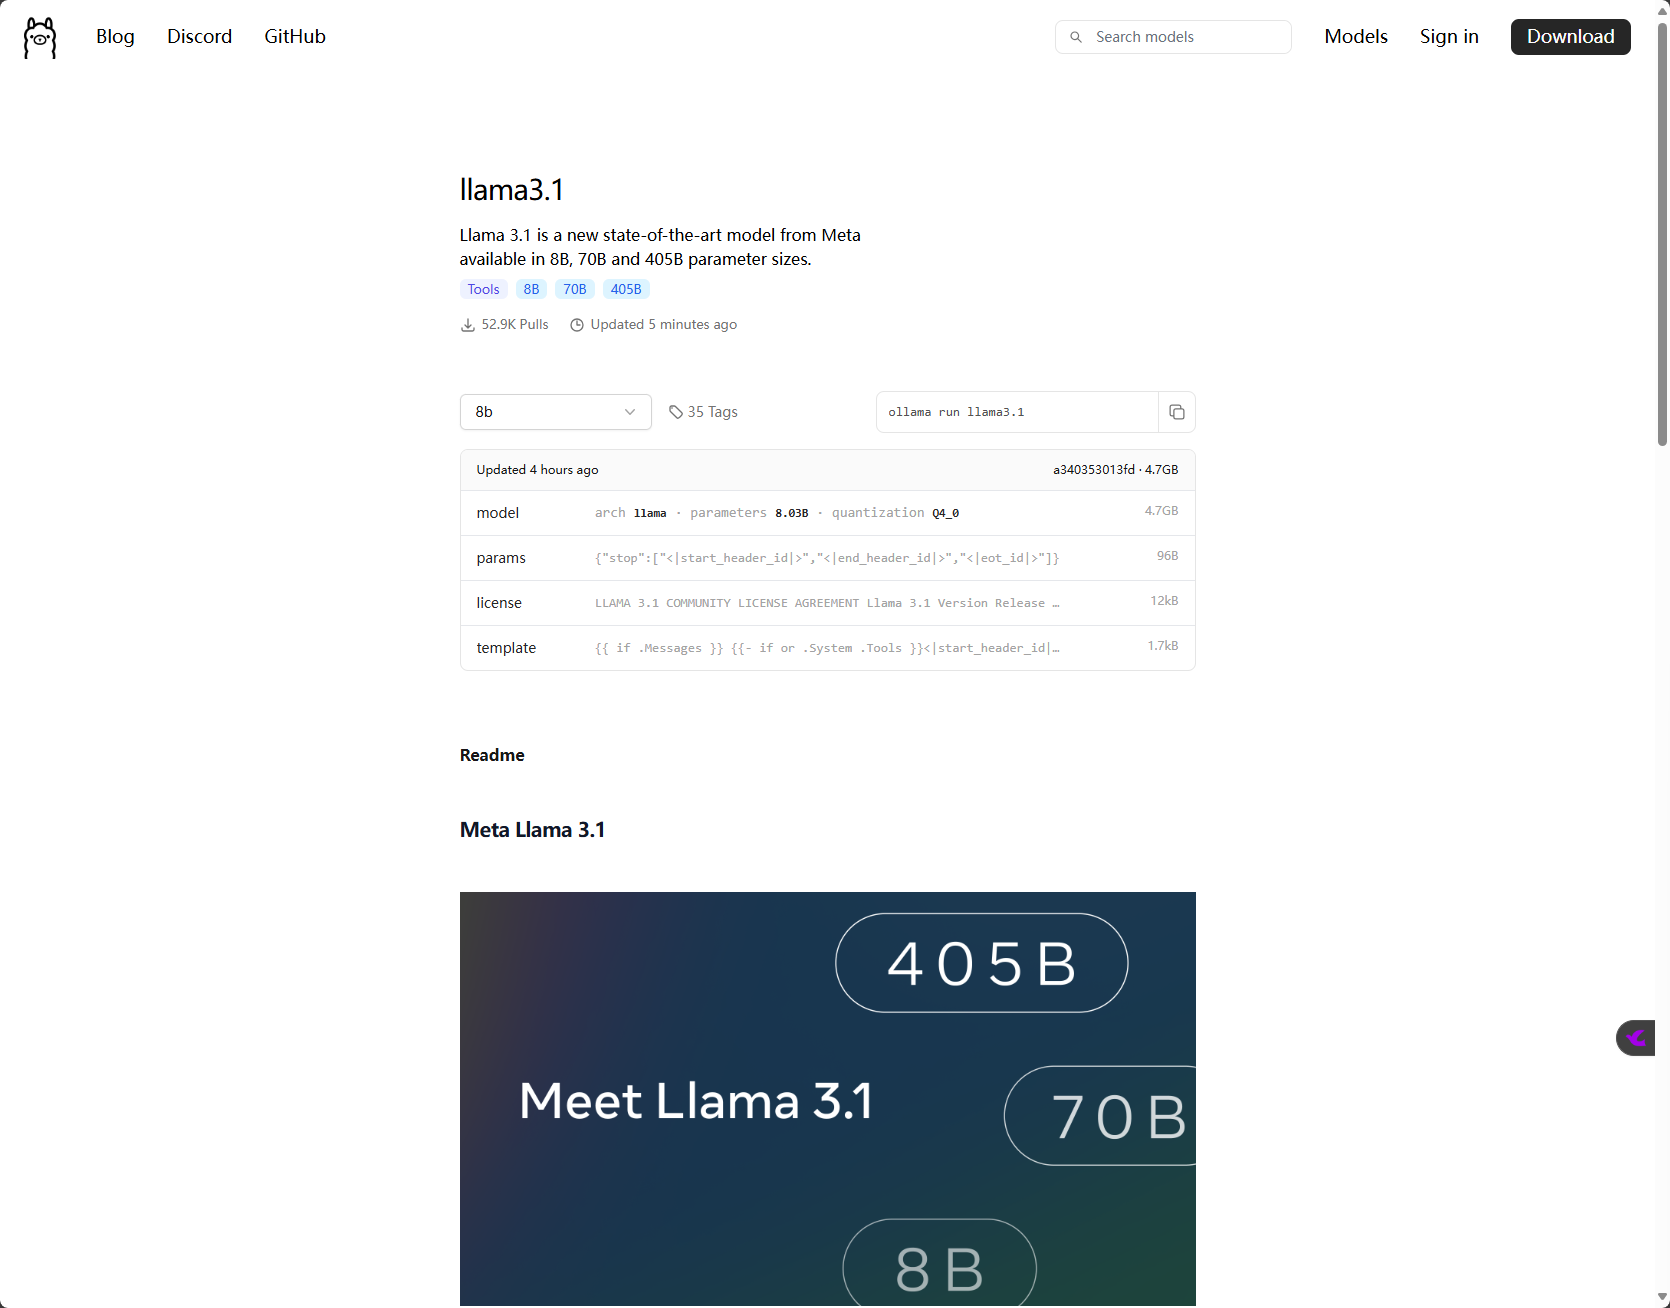 Blog Discord GitHub Search models Models Sign in Download
llama3.1
Llama 3.1 is a new state-of-the-art model from Meta
available in 8B, 70B and 405B parameter sizes.
Tools 8B 70B 405B
52.9K Pulls Updated 5 minutes ago
8b 35 Tags ollama run llama3.1
Updated 4 hours ago a340353013fd · 4.7GB
model arch llama · parameters 8.03B · quantization Q4_0 4.7GB
params {"stop":["<|start_header_id|>","<|end_header_id|>","<|eot_id|>"]} 96B
license LLAMA 3.1 COMMUNITY LICENSE AGREEMENT Llama 3.1 Version Release … 12kB
template {{ if .Messages }} {{- if or .System .Tools }}<|start_header_id|… 1.7kB
Readme
Meta Llama 3.1
405B
Meet Llama 3.1
70B
8B